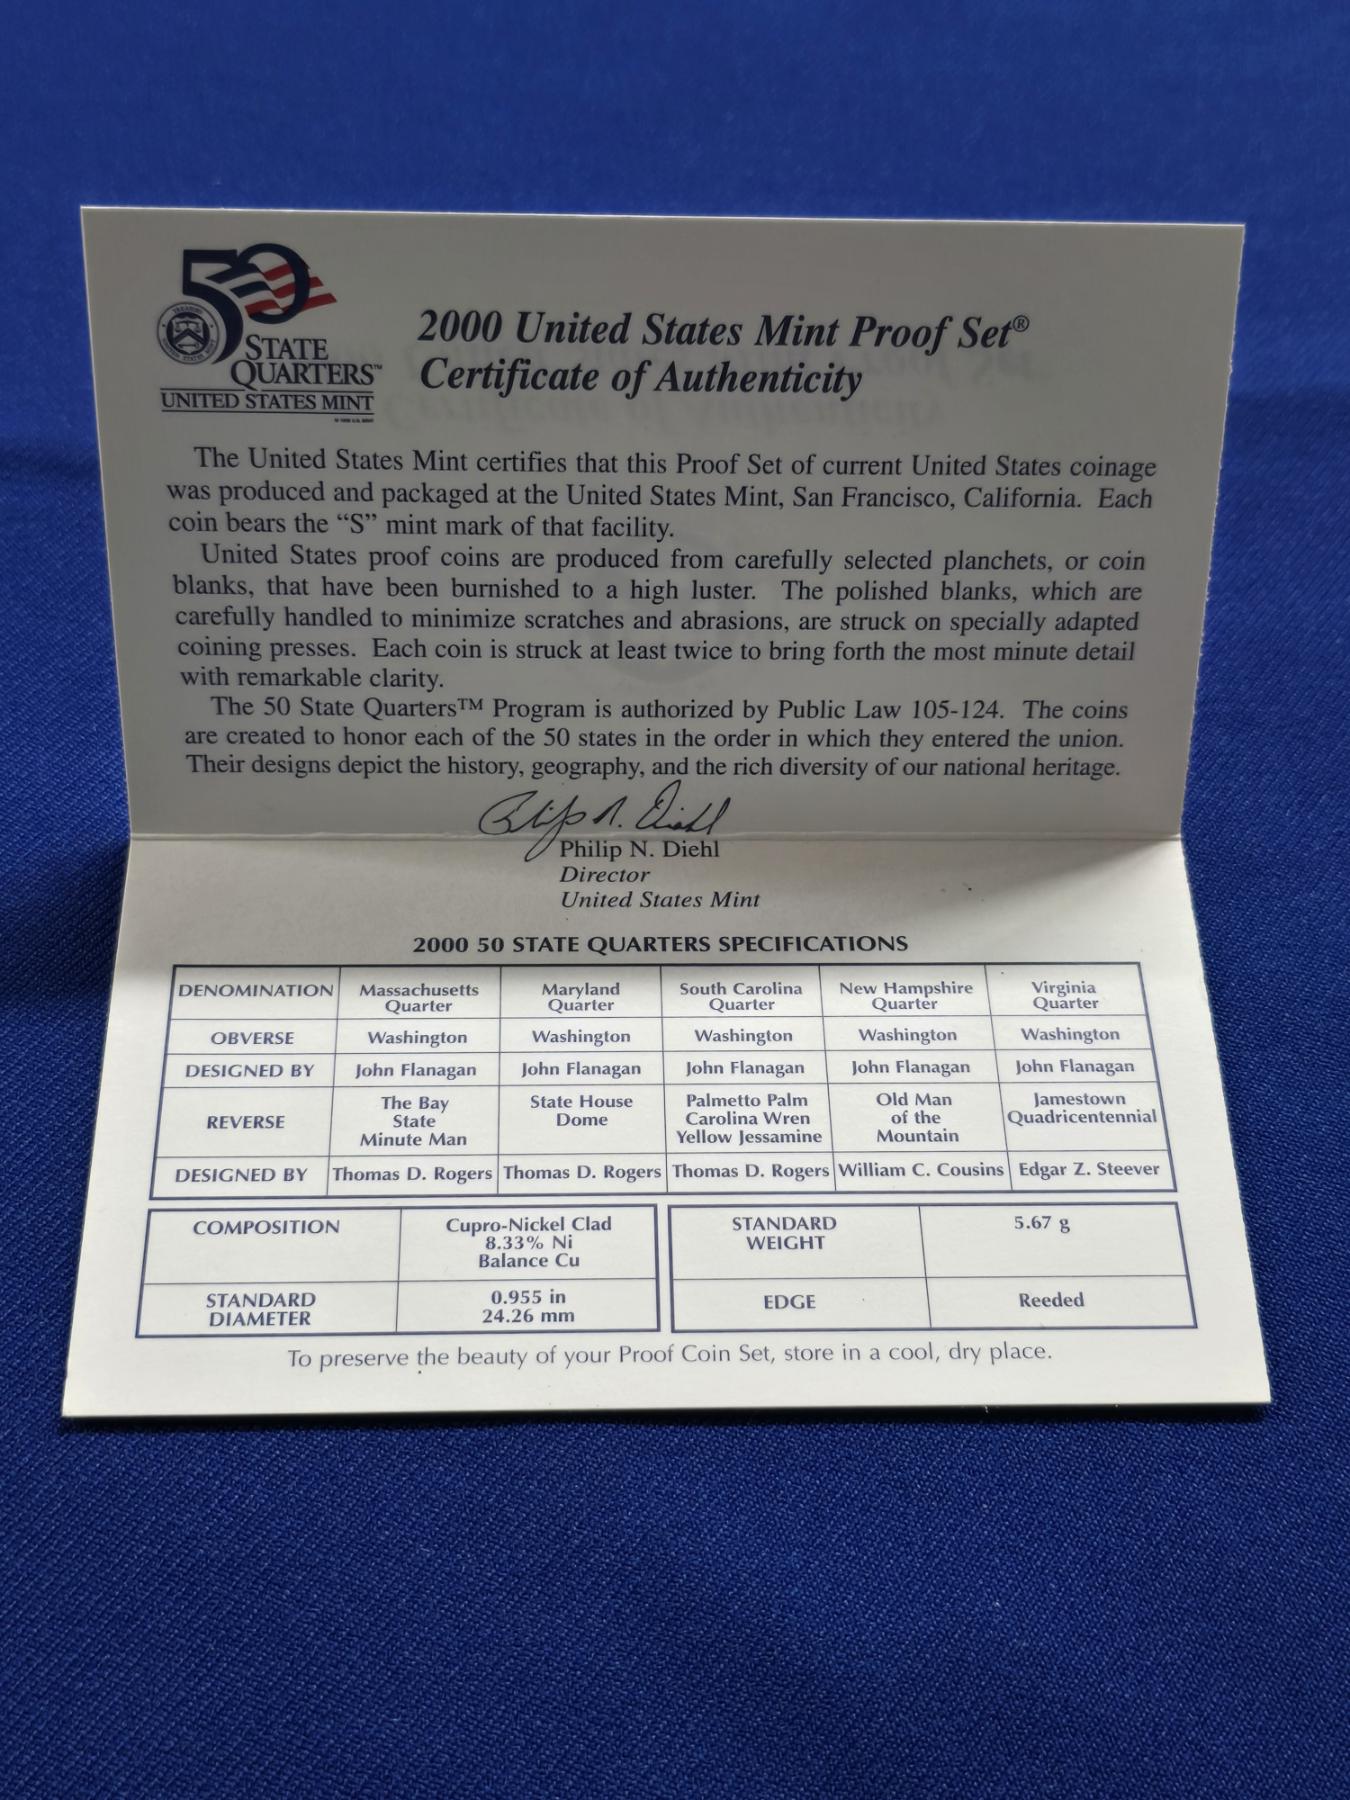 50
STATE
QUARTERS™
UNITED STATES MINT
2000 United States Mint Proof Set®
Certificate of Authenticity
The United States Mint certifies that this Proof Set of current United States coinage
was produced and packaged at the United States Mint, San Francisco, California. Each
coin bears the “S” mint mark of that facility.
United States proof coins are produced from carefully selected planchets, or coin
blanks, that have been burnished to a high luster. The polished blanks, which are
carefully handled to minimize scratches and abrasions, are struck on specially adapted
coining presses. Each coin is struck at least twice to bring forth the most minute detail
with remarkable clarity.
The 50 State Quarters™ Program is authorized by Public Law 105-124. The coins
are created to honor each of the 50 states in the order in which they entered the union.
Their designs depict the history, geography, and the rich diversity of our national heritage.
Philip N. Diehl
Philip N. Diehl
Director
United States Mint
2000 50 STATE QUARTERS SPECIFICATIONS
DENOMINATION Massachusetts Maryland South Carolina New Hampshire Virginia
Quarter Quarter Quarter Quarter Quarter
OBVERSE Washington Washington Washington Washington Washington
DESIGNED BY John Flanagan John Flanagan John Flanagan John Flanagan John Flanagan
REVERSE The Bay State House Palmetto Palm Old Man Jamestown
State Dome Carolina Wren of the Quadricentennial
Minute Man Yellow Jessamine Mountain
DESIGNED BY Thomas D. Rogers Thomas D. Rogers Thomas D. Rogers William C. Cousins Edgar Z. Steever
COMPOSITION Cupro-Nickel Clad STANDARD 5.67 g
8.33% Ni WEIGHT
Balance Cu
STANDARD 0.955 in EDGE Reeded
DIAMETER 24.26 mm
To preserve the beauty of your Proof Coin Set, store in a cool, dry place.